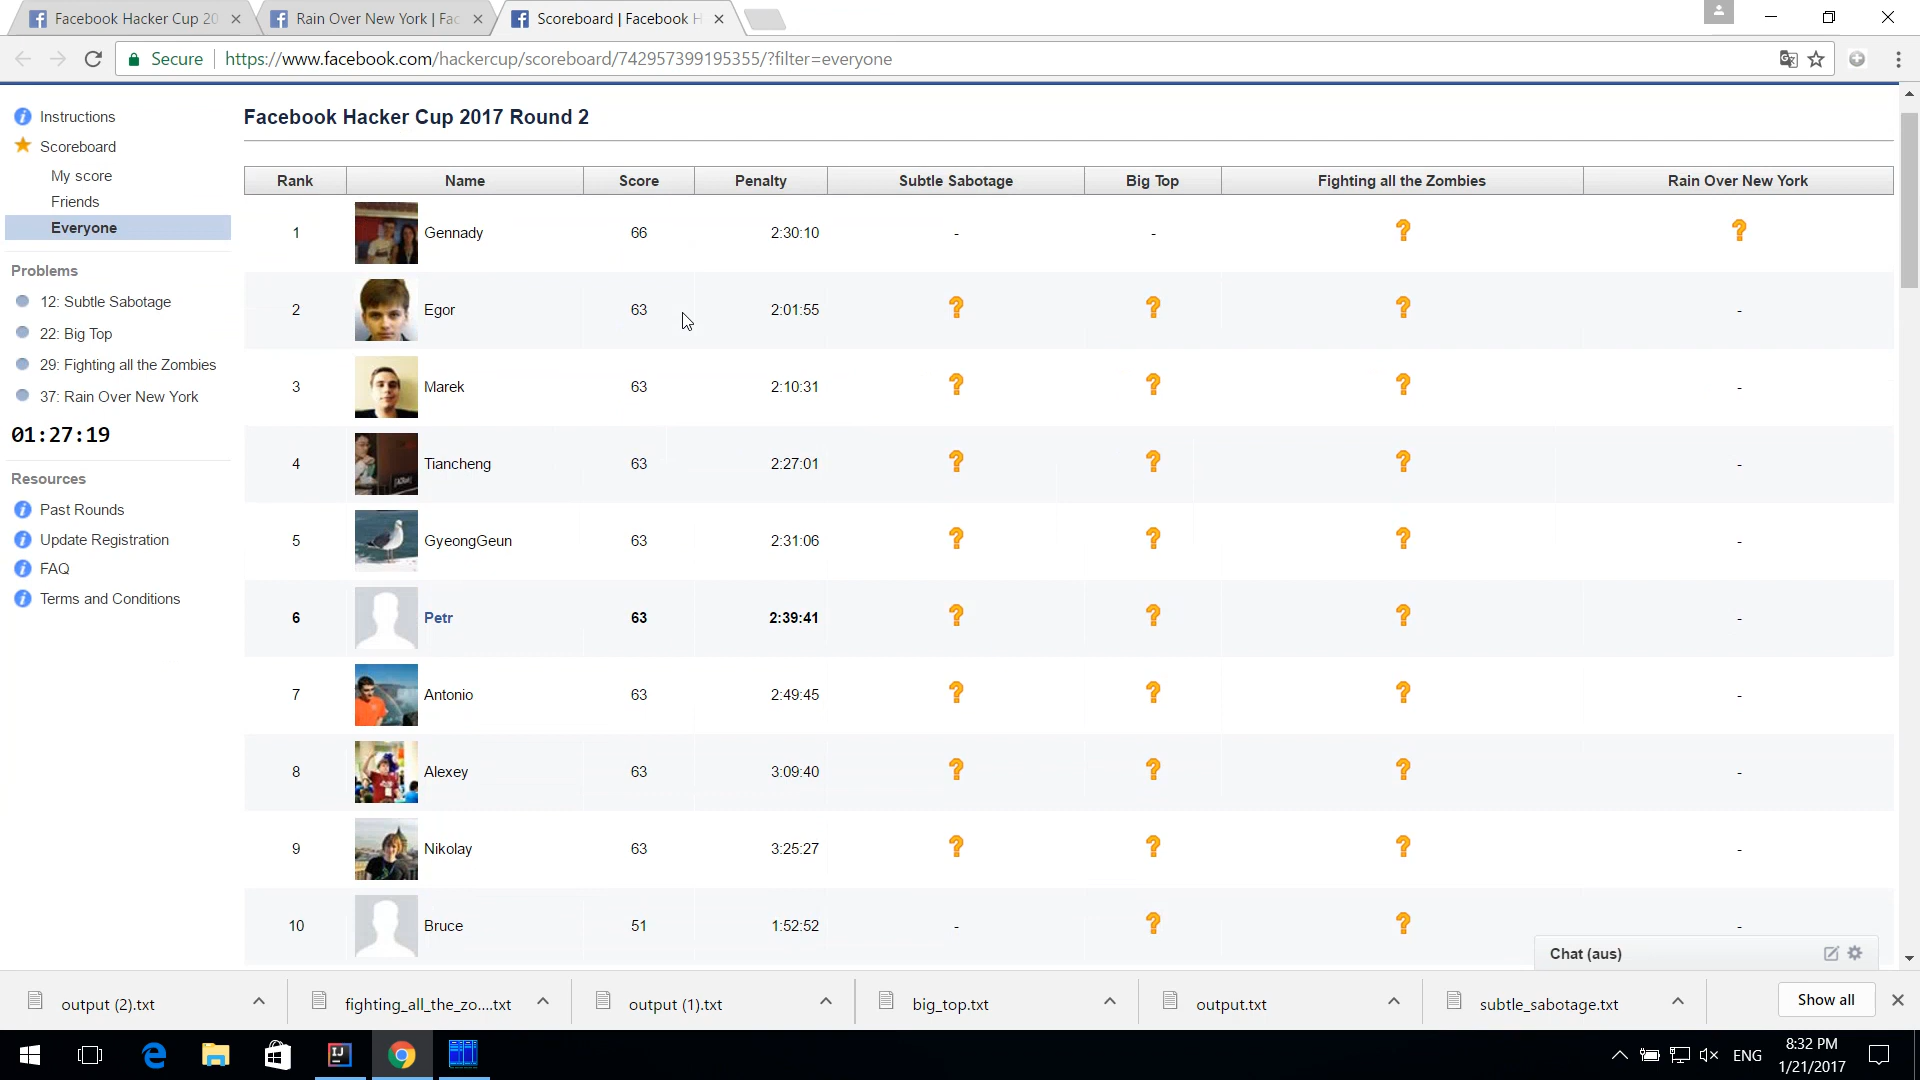 Facebook Hacker Cup 20
Rain Over New York | Fac
Scoreboard | Facebook H
Secure
https://www.facebook.com/hackercup/scoreboard/742957399195355/?filter=everyone
Instructions
Scoreboard
My score
Friends
Everyone
Problems
12: Subtle Sabotage
22: Big Top
29: Fighting all the Zombies
37: Rain Over New York
01:27:19
Resources
Past Rounds
Update Registration
FAQ
Terms and Conditions
Facebook Hacker Cup 2017 Round 2
Rank Name Score Penalty Subtle Sabotage Big Top Fighting all the Zombies Rain Over New York
1 Gennady 66 2:30:10 - - ? ?
2 Egor 63 2:01:55 ? ? ? -
3 Marek 63 2:10:31 ? ? ? -
4 Tiancheng 63 2:27:01 ? ? ? -
5 GyeongGeun 63 2:31:06 ? ? ? -
6 Petr 63 2:39:41 ? ? ? -
7 Antonio 63 2:49:45 ? ? ? -
8 Alexey 63 3:09:40 ? ? ? -
9 Nikolay 63 3:25:27 ? ? ? -
10 Bruce 51 1:52:52 - ? ? -
Chat (aus)
output (2).txt
fighting_all_the_zo....txt
output (1).txt
big_top.txt
output.txt
subtle_sabotage.txt
Show all
IJ
ENG
8:32 PM
1/21/2017